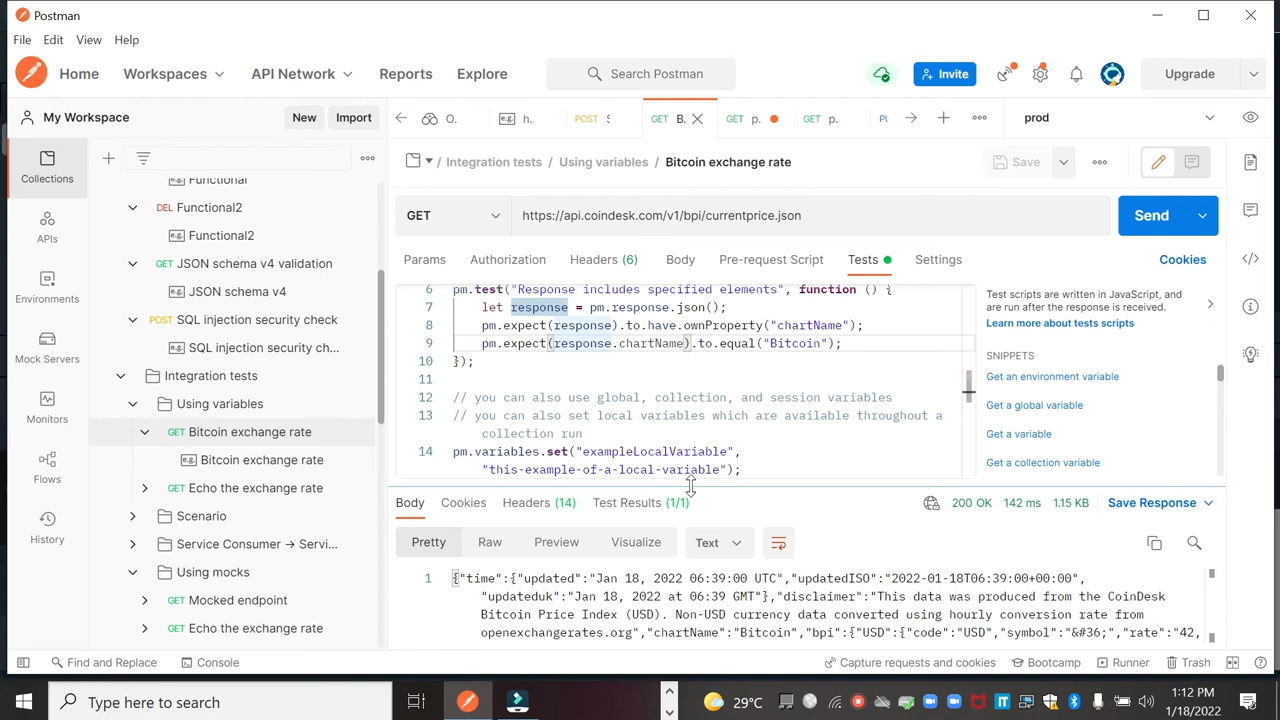 Postman
File Edit View Help
Home Workspaces API Network Reports Explore Search Postman Invite Upgrade
My Workspace New Import O. h. POST S GET B. GET p. GET p. PU prod
Collections
APIs
Environments
Mock Servers
Monitors
Flows
History
Functional
DEL Functional2
e.g. Functional2
GET JSON schema v4 validation
e.g. JSON schema v4
POST SQL injection security check
e.g. SQL injection security ch...
Integration tests
Using variables
GET Bitcoin exchange rate
e.g. Bitcoin exchange rate
GET Echo the exchange rate
Scenario
Service Consumer → Servi...
Using mocks
GET Mocked endpoint
GET Echo the exchange rate
/ Integration tests / Using variables / Bitcoin exchange rate Save
GET https://api.coindesk.com/v1/bpi/currentprice.json Send
Params Authorization Headers (6) Body Pre-request Script Tests Settings Cookies
6 pm.test("Response includes specified elements", function () {
7 let response = pm.response.json();
8 pm.expect(response).to.have.ownProperty("chartName");
9 pm.expect(response.chartName).to.equal("Bitcoin");
10 });
11
12 // you can also use global, collection, and session variables
13 // you can also set local variables which are available throughout a
collection run
14 pm.variables.set("exampleLocalVariable",
"this-example-of-a-local-variable");
Test scripts are written in JavaScript, and
are run after the response is received.
Learn more about tests scripts
SNIPPETS
Get an environment variable
Get a global variable
Get a variable
Get a collection variable
Body Cookies Headers (14) Test Results (1/1) 200 OK 142 ms 1.15 KB Save Response
Pretty Raw Preview Visualize Text
1 {"time":{"updated":"Jan 18, 2022 06:39:00 UTC","updatedISO":"2022-01-18T06:39:00+00:00",
"updateduk":"Jan 18, 2022 at 06:39 GMT"},"disclaimer":"This data was produced from the CoinDesk
Bitcoin Price Index (USD). Non-USD currency data converted using hourly conversion rate from
openexchangerates.org","chartName":"Bitcoin","bpi":{"USD":{"code":"USD","symbol":"&#36;","rate":"42,
Find and Replace Console Capture requests and cookies Bootcamp Runner Trash
Type here to search 29°C 1:12 PM
1/18/2022